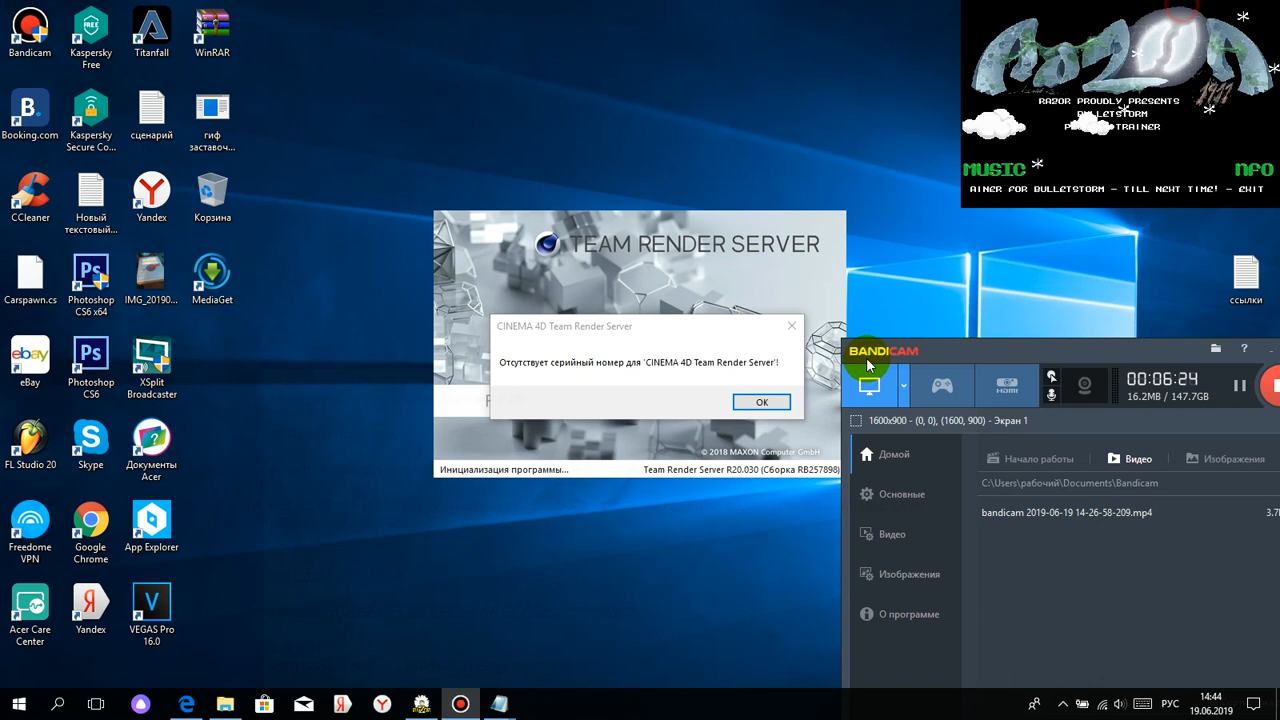 Bandicam
Kaspersky
Free
Titanfall
WinRAR
Booking.com
Kaspersky
Secure Co...
сценарий
гиф
заставоч...
CCleaner
Новый
текстовый...
Yandex
Корзина
Carspawn.cs
Photoshop
CS6 x64
IMG_20190...
MediaGet
eBay
Photoshop
CS6
XSplit
Broadcaster
FL Studio 20
Skype
Документы
Acer
Freedome
VPN
Google
Chrome
App Explorer
Acer Care
Center
Yandex
VEGAS Pro
16.0
RAZOR PROUDLY PRESENTS
BULLETSTORM
MUSIC
NFO
AINER FOR BULLETSTORM - TILL NEXT TIME! - EXIT
ссылки
TEAM RENDER SERVER
CINEMA 4D Team Render Server
Отсутствует серийный номер для 'CINEMA 4D Team Render Server'!
OK
© 2018 MAXON Computer GmbH
Инициализация программы...
Team Render Server R20.030 (Сборка RB257898)
BANDICAM
?
HDMI
00:06:24
16.2MB / 147.7GB
1600x900 - (0, 0), (1600, 900) - Экран 1
Домой
Основные
Видео
Изображения
О программе
Начало работы
Видео
Изображения
C:\Users\рабочий\Documents\Bandicam
bandicam 2019-06-19 14-26-58-209.mp4
РУС
14:44
19.06.2019